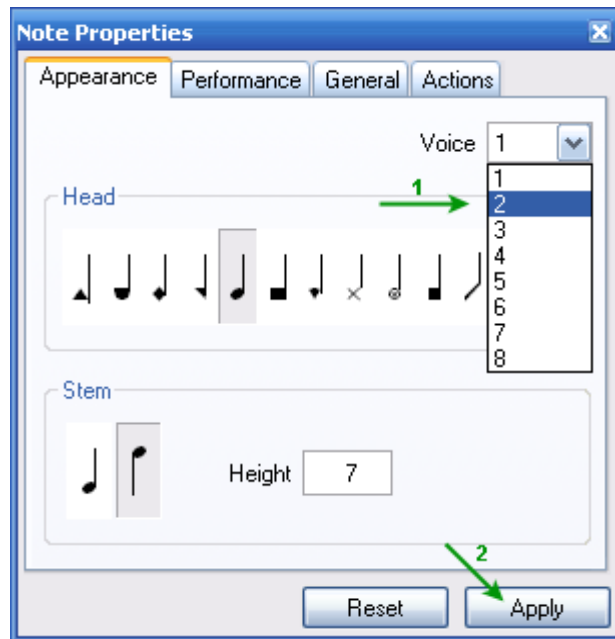 Note Properties
Appearance Performance General Actions
Voice 1
1
1
2
3
4
5
6
7
8
Head
Stem
Height 7
2
Reset Apply